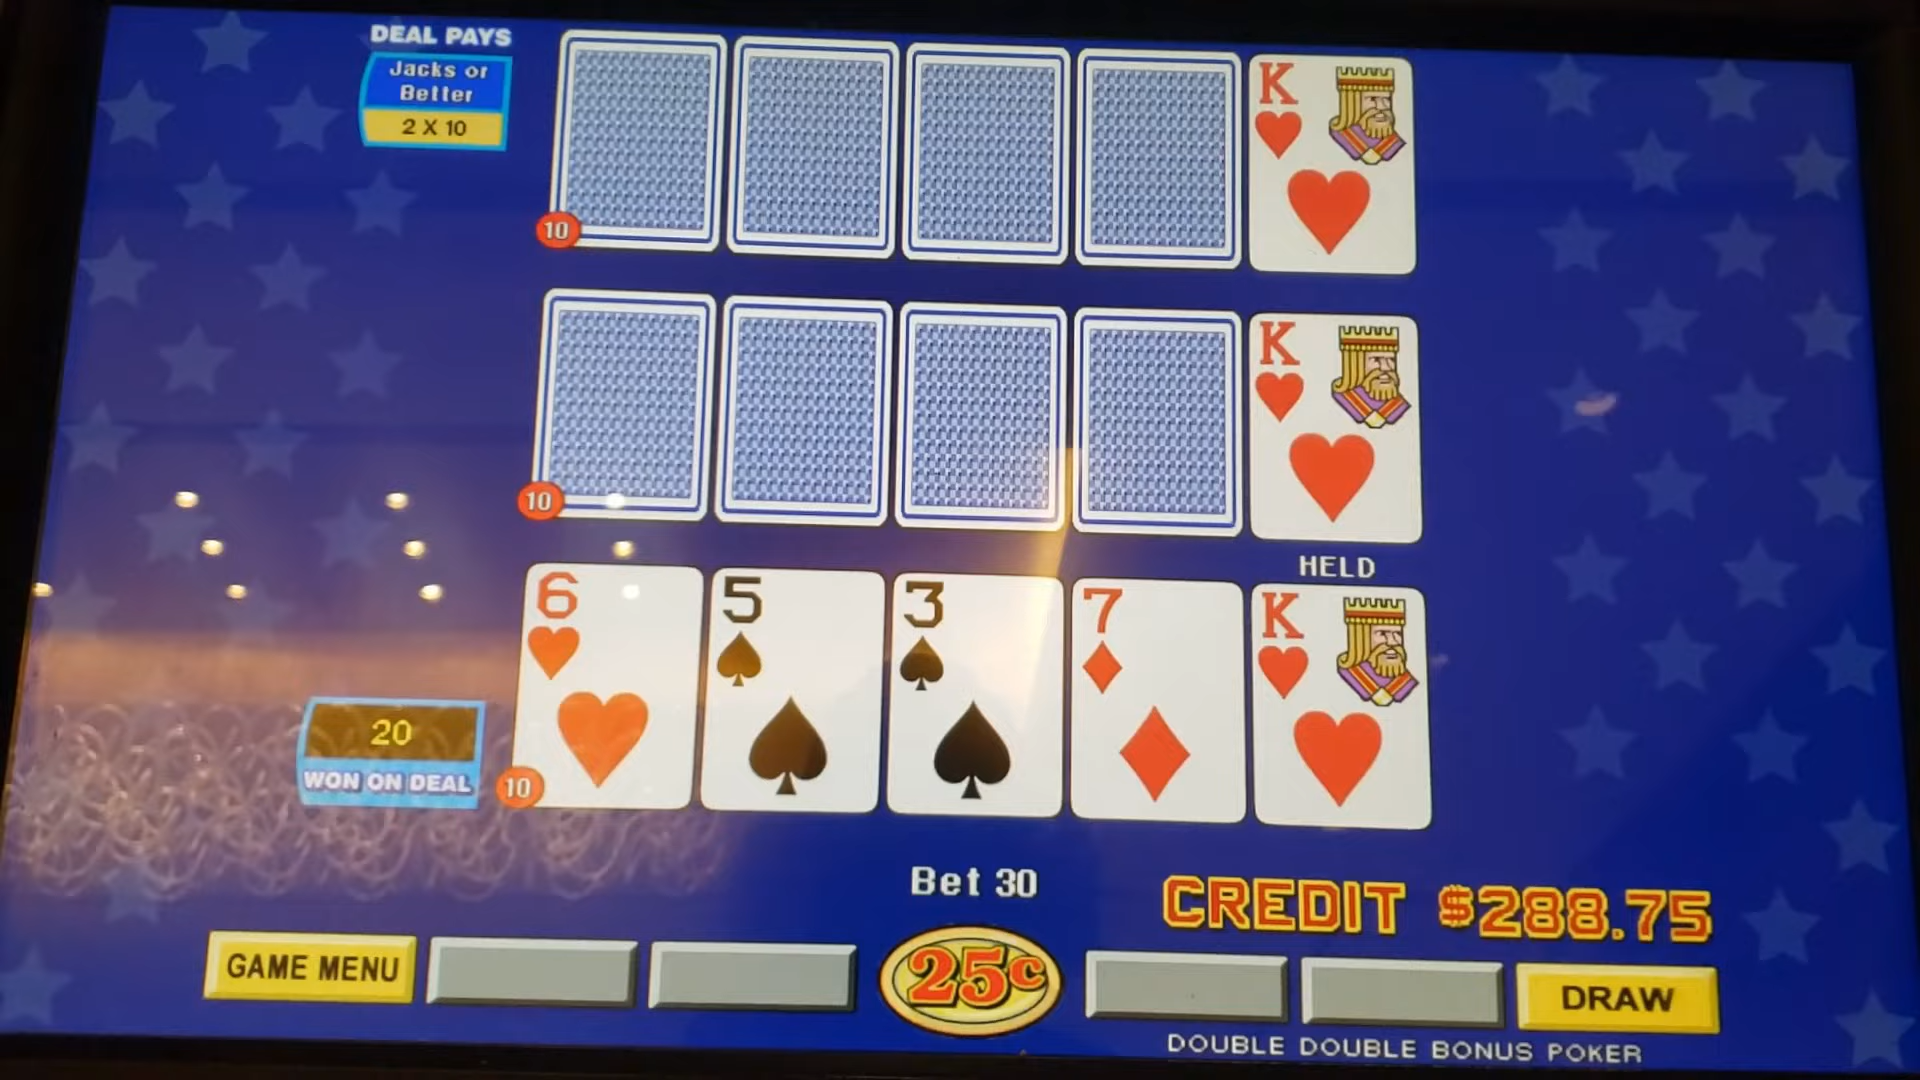 DEAL PAYS
Jacks or
Better
2 X 10
K
10
K
10
HELD
6 5 3 7 K
20
WON ON DEAL
10
Bet 30
CREDIT $288.75
GAME MENU
25¢
DRAW
DOUBLE DOUBLE BONUS POKER